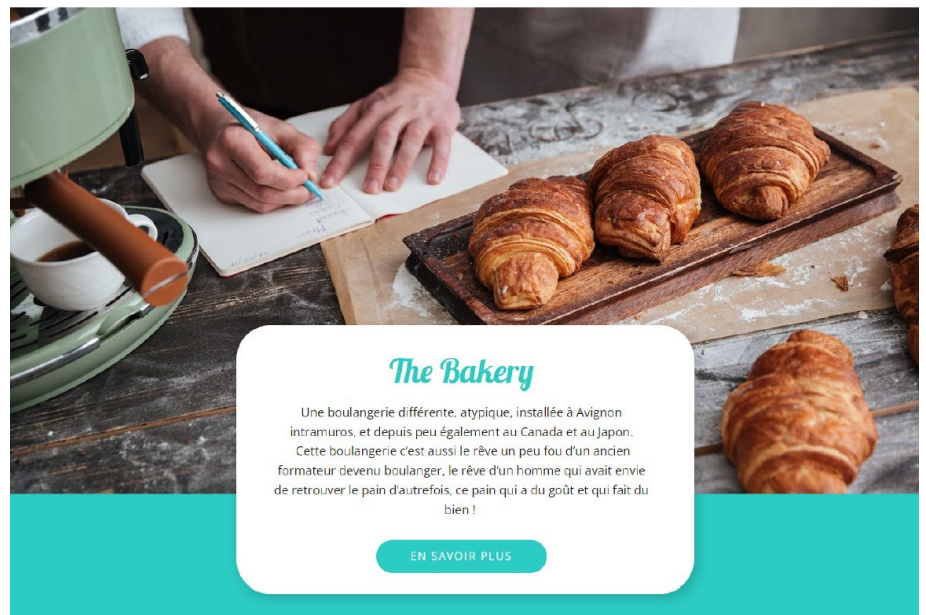 The Bakery
Une boulangerie différente, atypique, installée à Avignon
intramuros, et depuis peu également au Canada et au Japon.
Cette boulangerie c'est aussi le rêve un peu fou d'un ancien
formateur devenu boulanger, le rêve d'un homme qui avait envie
de retrouver le pain d'autrefois, ce pain qui a du goût et qui fait du
bien !
EN SAVOIR PLUS